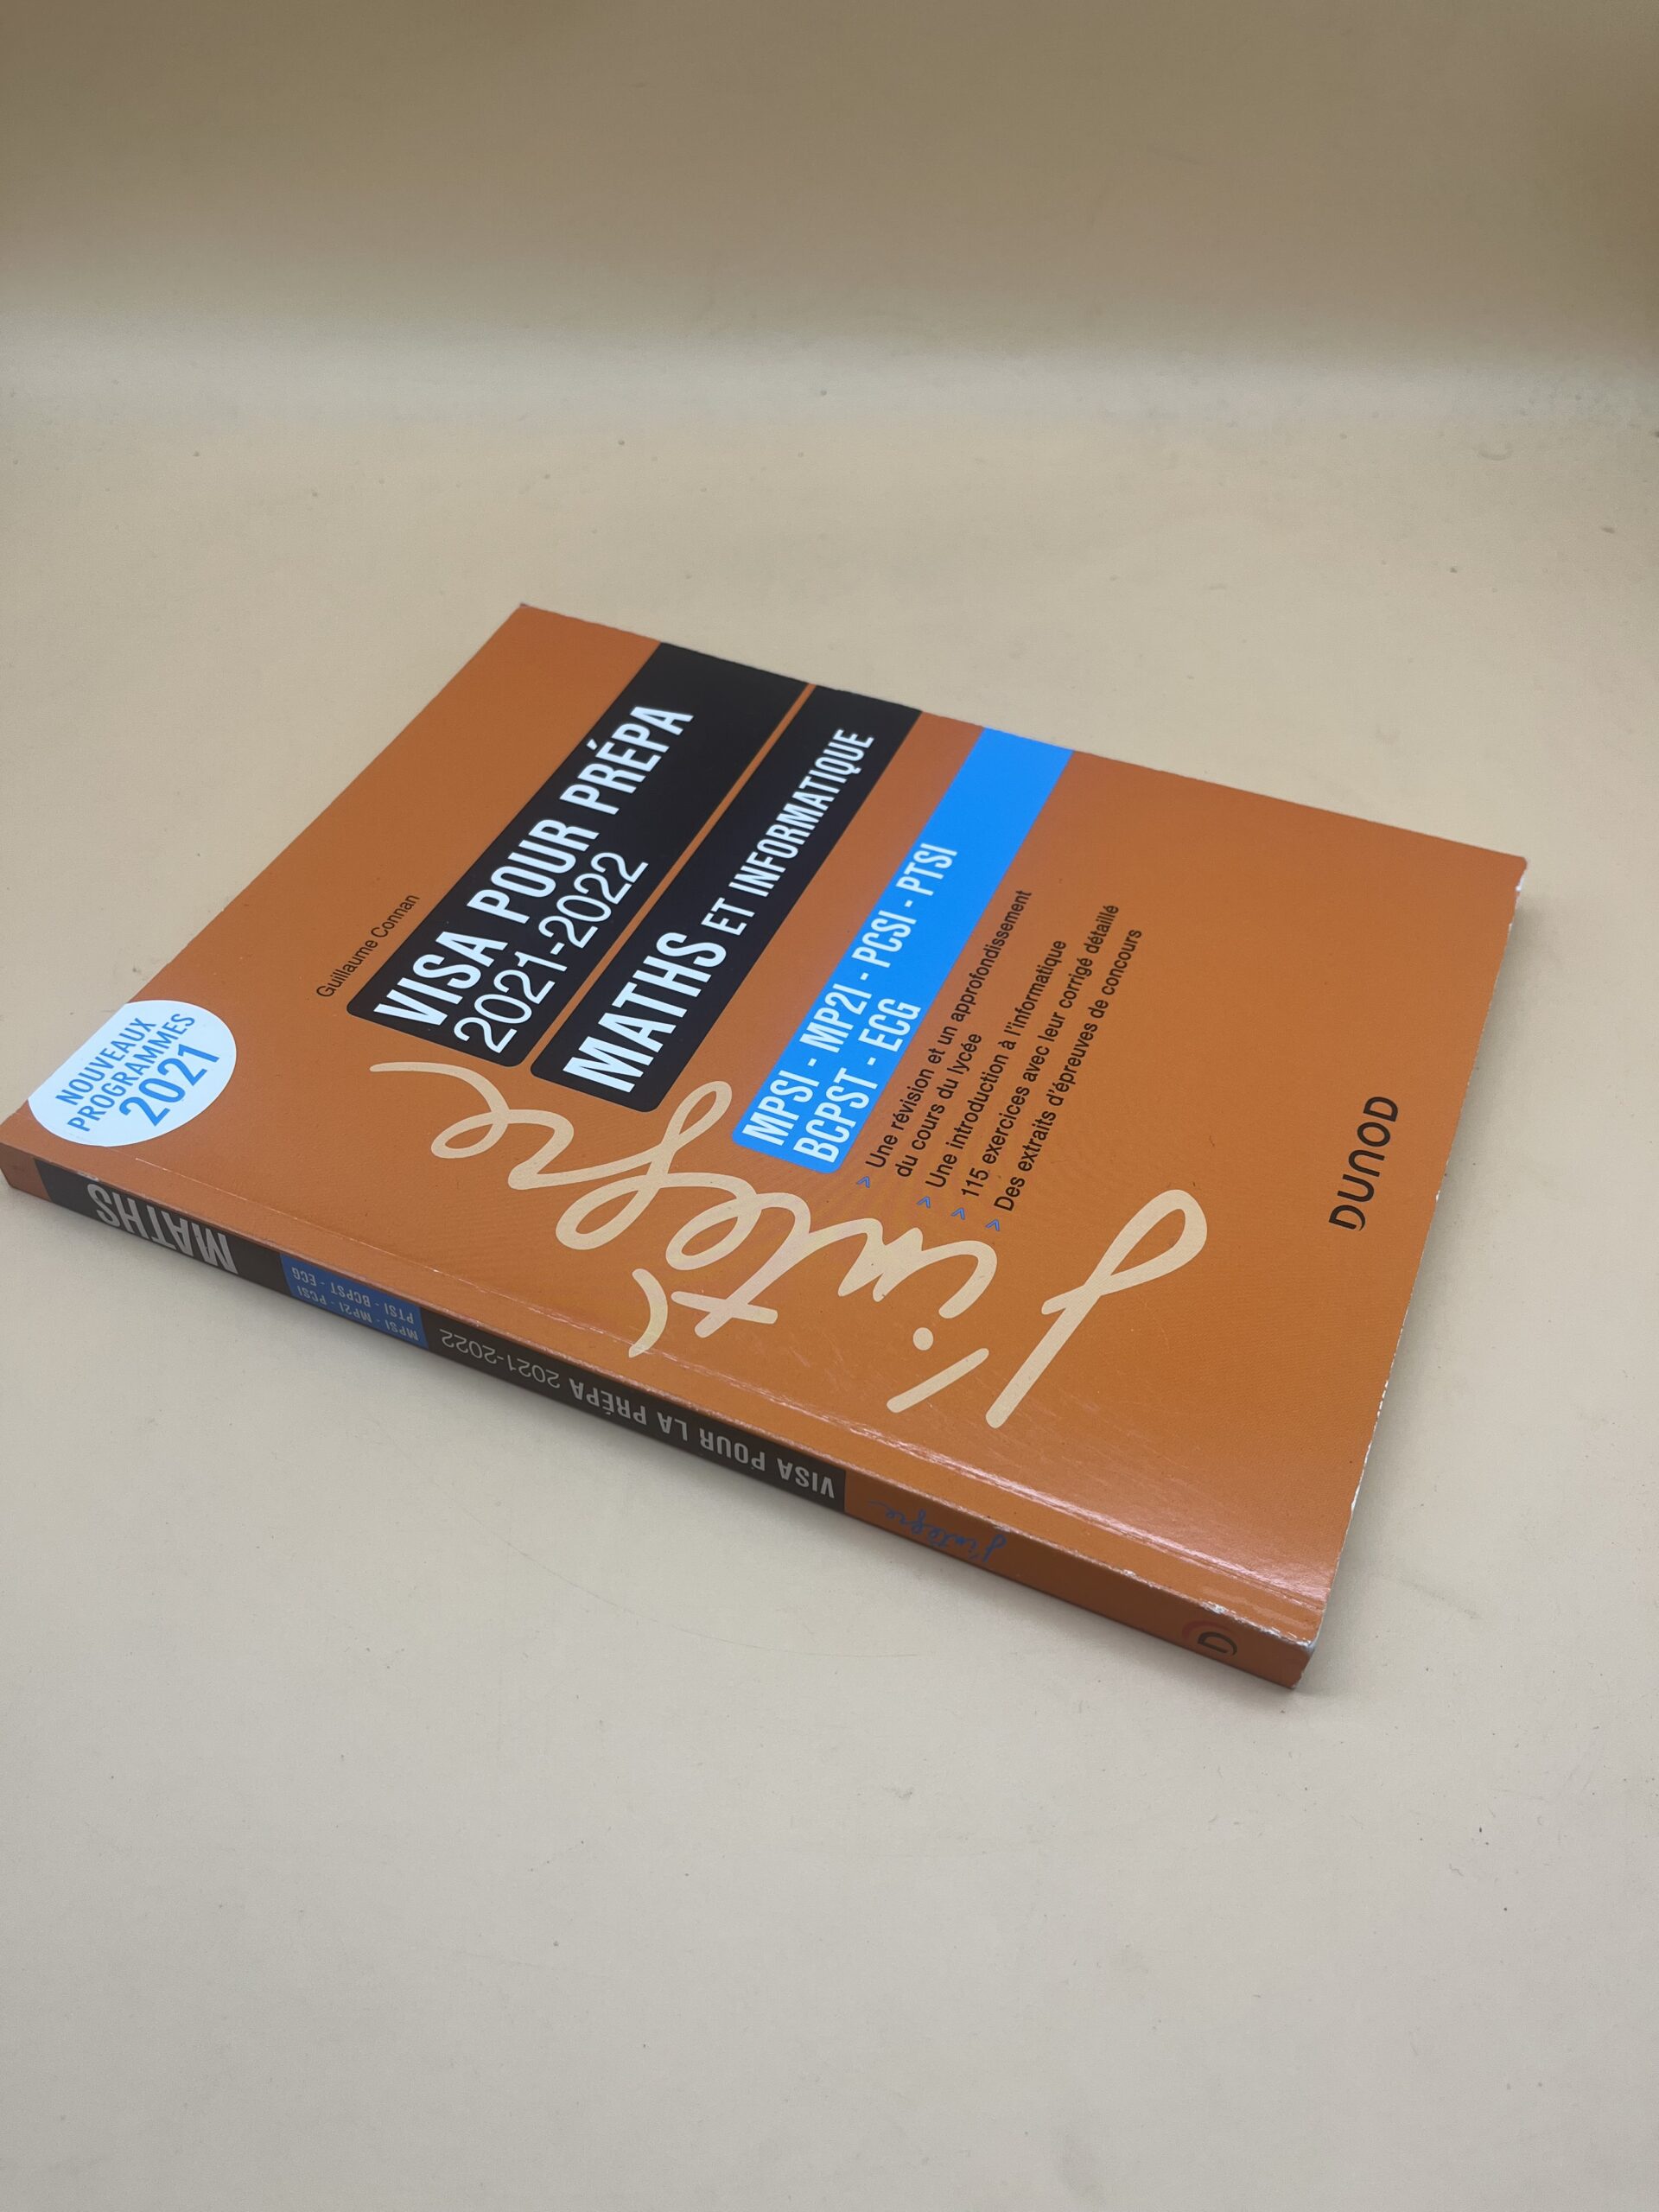 Guillaume Connan
NOUVEAUX
PROGRAMMES
2021
VISA POUR PRÉPA
2021-2022
MATHS ET INFORMATIQUE
MPSI - MP2I - PCSI - PTSI
BCPST - ECG
» Une révision et un approfondissement
du cours du lycée
» Une introduction à l'informatique
» 115 exercices avec leur corrigé détaillé
» Des extraits d'épreuves de concours
J'intègre
DUNOD
MATHS
MPSI - MP2I - PCSI
PTSI - BCPST - ECG
VISA POUR LA PRÉPA 2021-2022
J'intègre
D